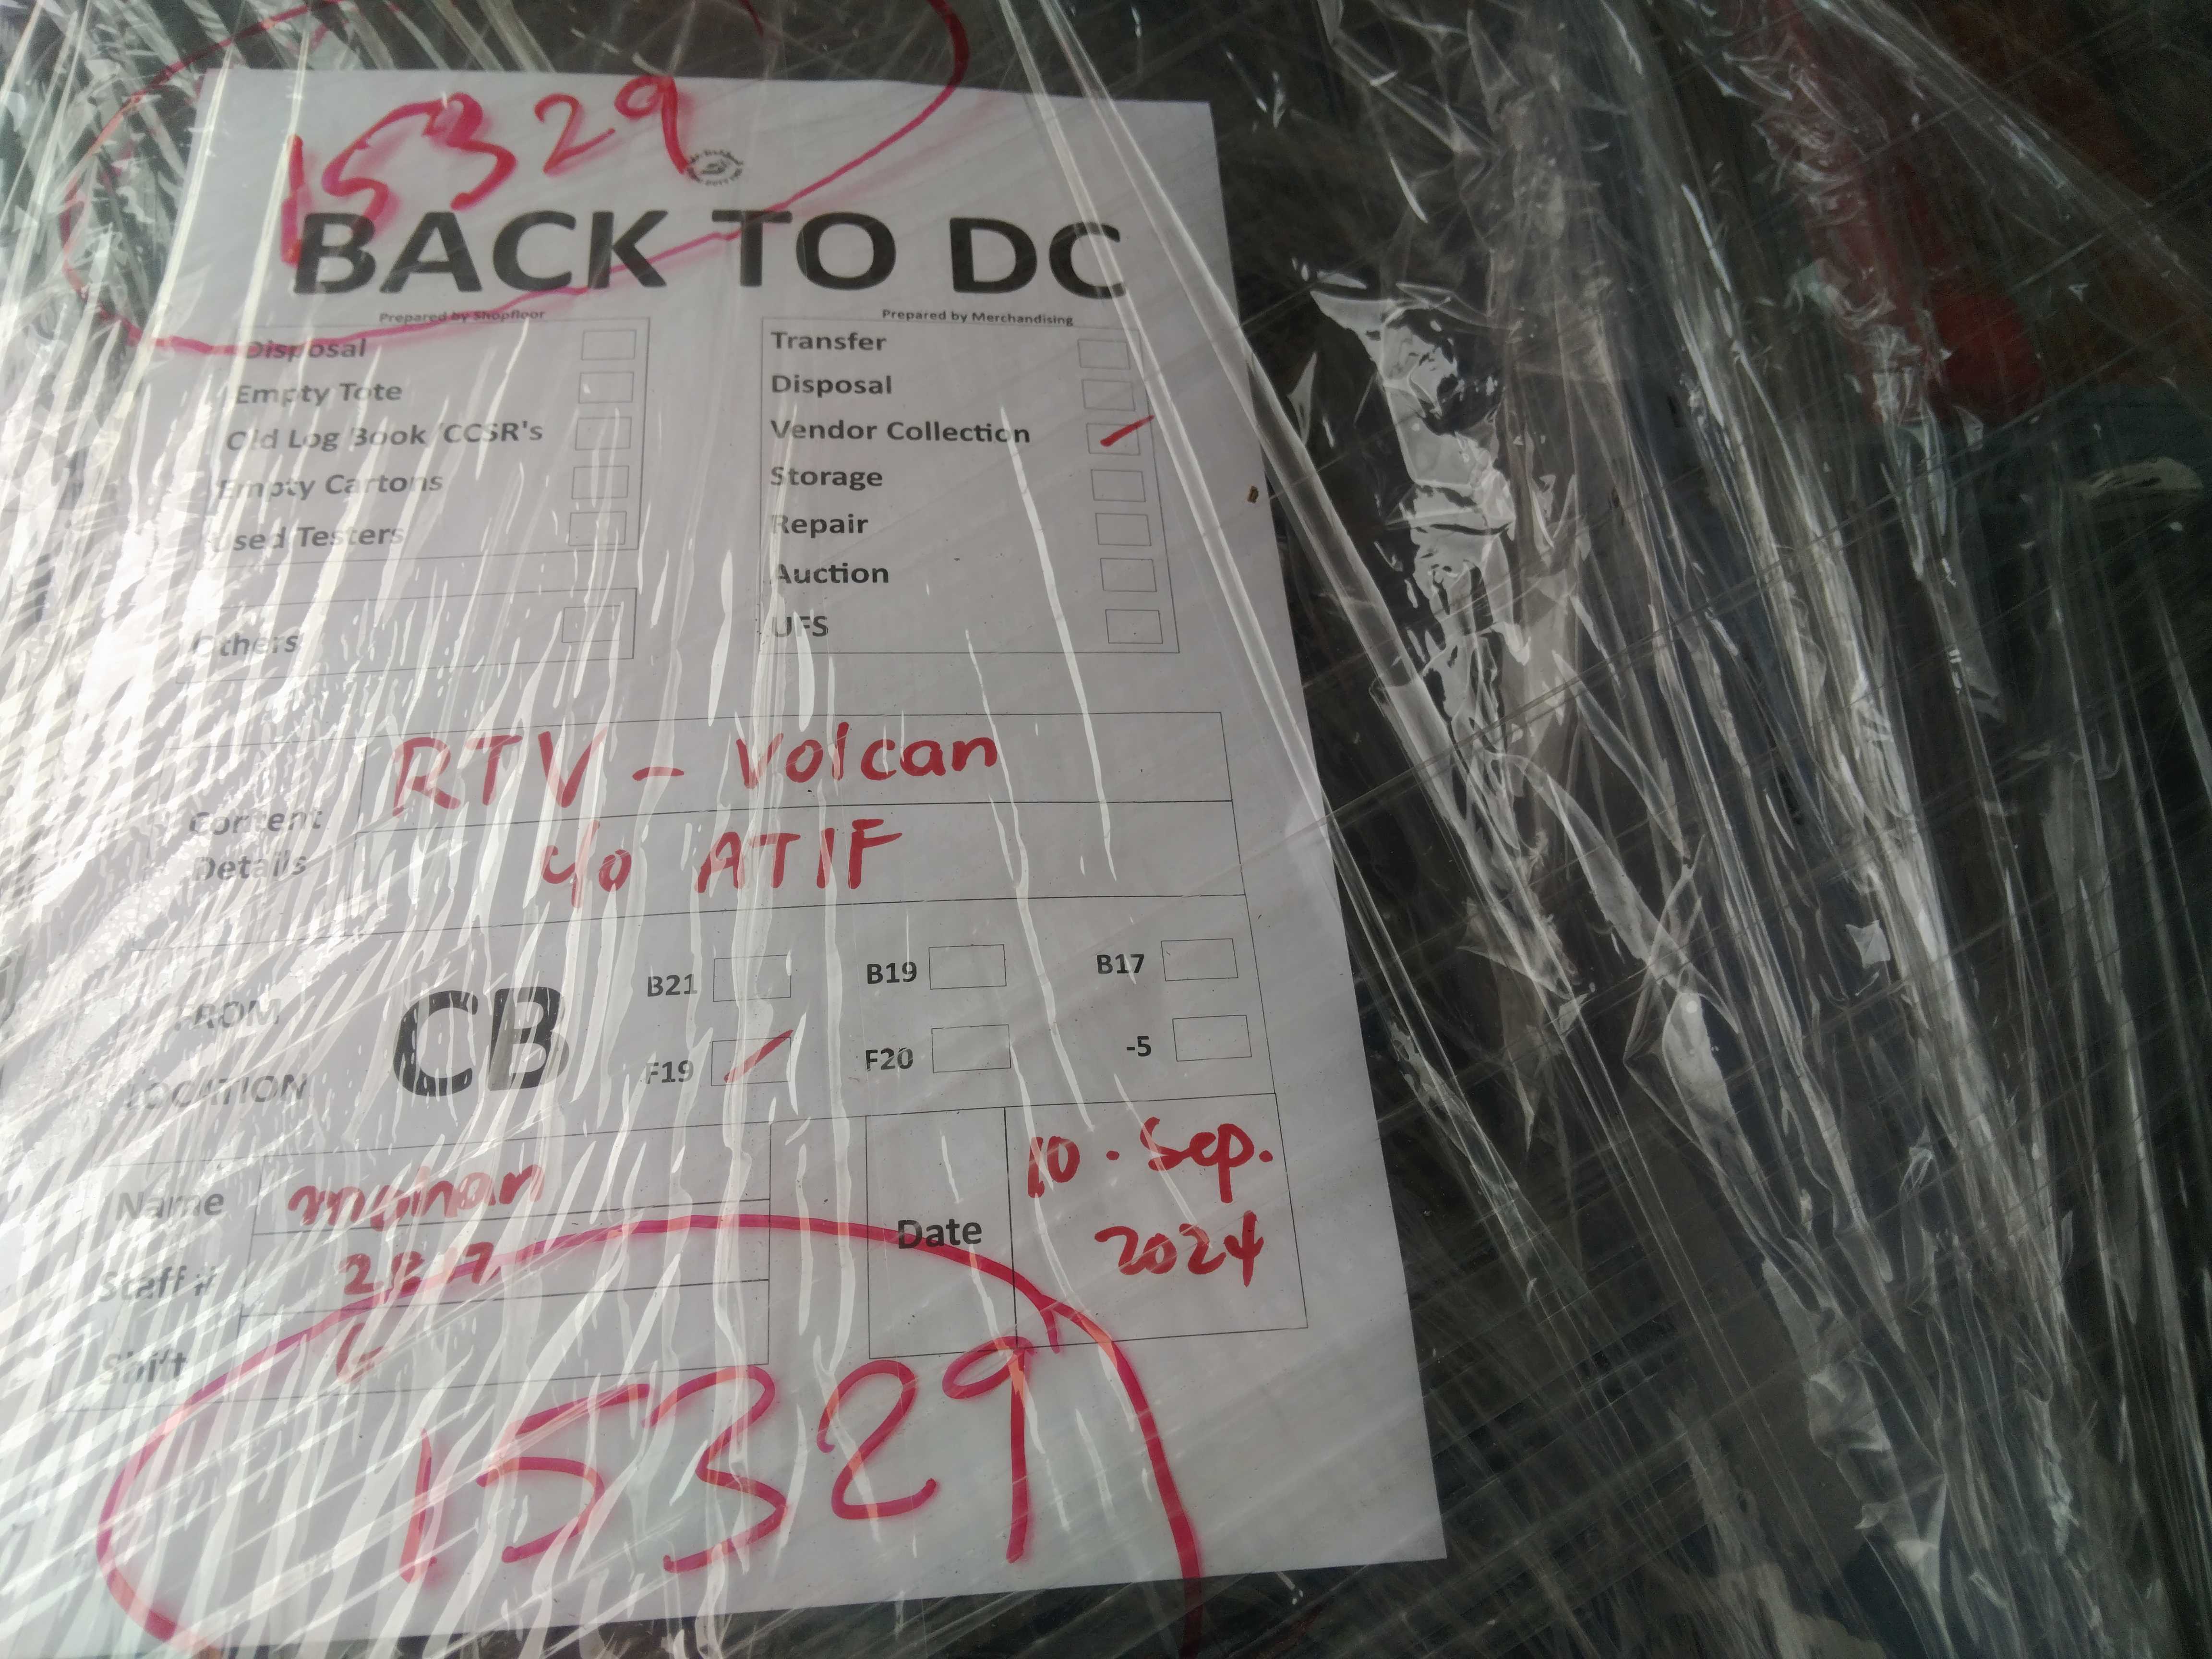 15329
BACK TO DC
Prepared by Shopfloor
Disposal
Empty Tote
Old Log Book CCSR's
Empty Cartons
Used Testers
Others
Prepared by Merchandising
Transfer
Disposal
Vendor Collection
Storage
Repair
Auction
UFS
Content Details
RTV - Volcan
c/o ATIF
FROM
LOCATION
CB
B21 B19 B17
F19 F20 -5
Name
Staff #
Shift
Date
10. Sep.
2024
15329